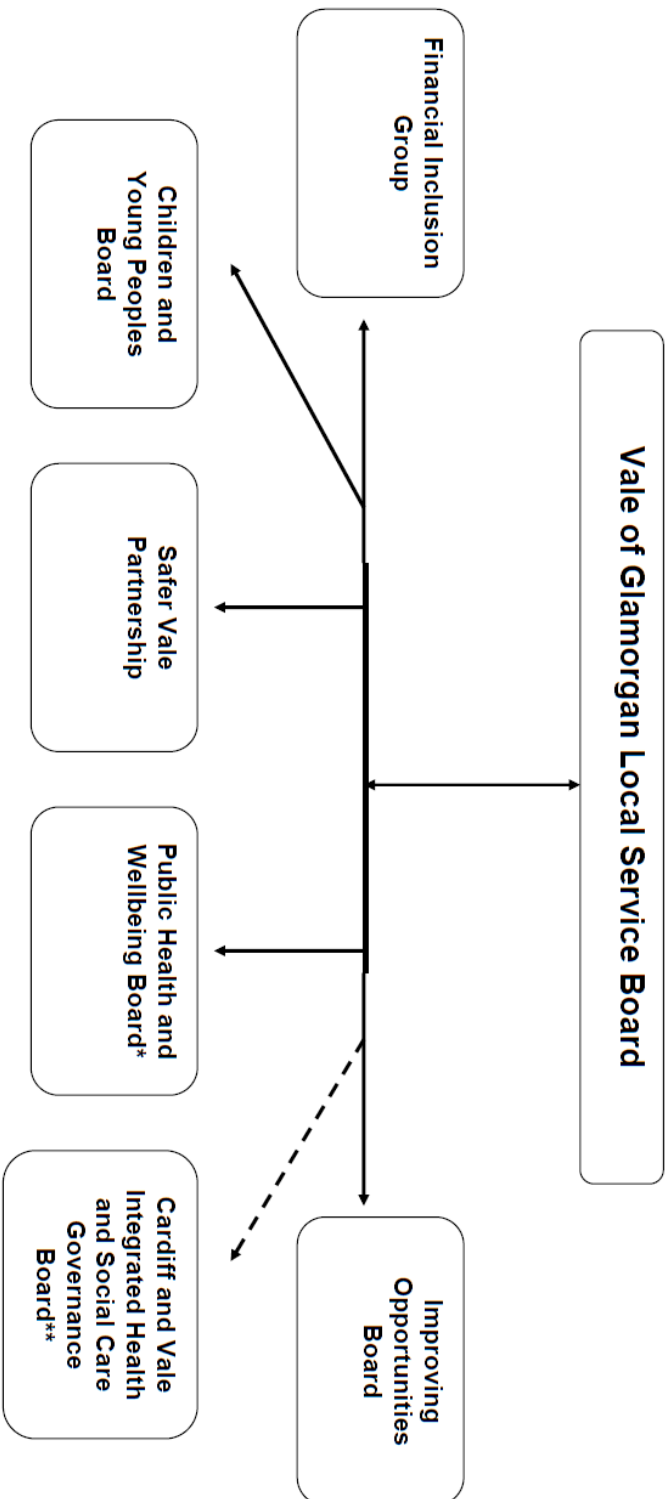 Vale of Glamorgan Local Service Board
Financial Inclusion
Group
Improving
Opportunities
Board
Children and
Young Peoples
Board
Safer Vale
Partnership
Public Health and
Wellbeing Board*
Cardiff and Vale
Integrated Health
and Social Care
Governance
Board**